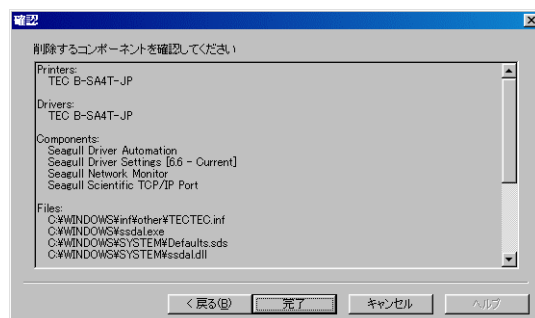 確認
削除するコンポーネントを確認してください
Printers:
TEC B-SA4T-JP
Drivers:
TEC B-SA4T-JP
Components:
Seagull Driver Automation
Seagull Driver Settings [6.6 - Current]
Seagull Network Monitor
Seagull Scientific TCP/IP Port
Files:
C:¥WINDOWS¥inf¥other¥TECTEC.inf
C:¥WINDOWS¥ssdal.exe
C:¥WINDOWS¥SYSTEM¥Defaults.sds
C:¥WINDOWS¥SYSTEM¥ssdal.dll
< 戻る(B)
完了
キャンセル
ヘルプ